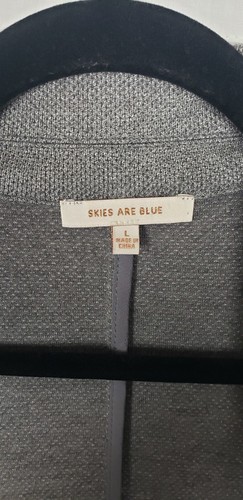 SKIES ARE BLUE
L
MADE IN
CHINA